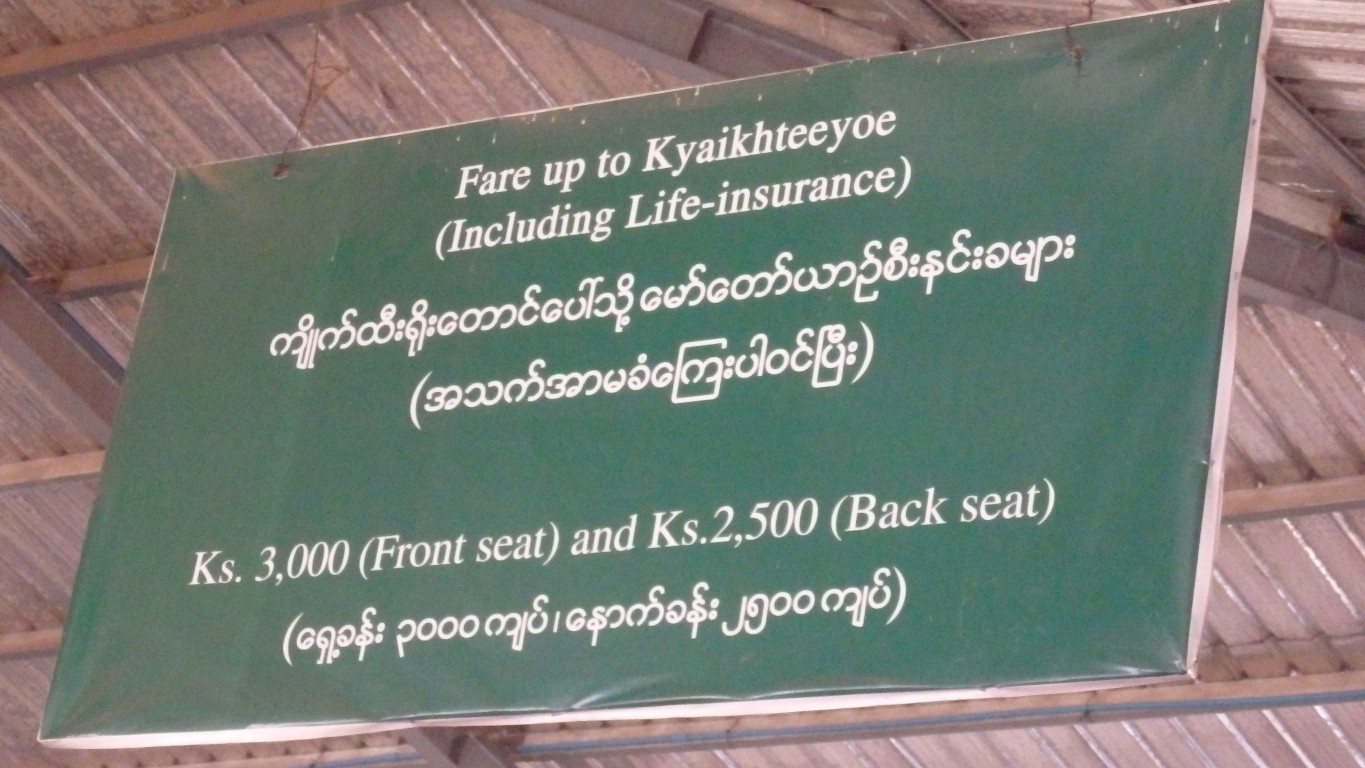 Fare up to Kyaikhteeyoe
(Including Life-insurance)
ကျိုက်ထီးရိုးတောင်ပေါ်သို့ မော်တော်ယာဉ်စီးနင်းခများ
(အသက်အာမခံကြေးပါဝင်ပြီး)
Ks. 3,000 (Front seat) and Ks.2,500 (Back seat)
(ရှေ့ခန်း ၃၀၀၀ ကျပ်၊ နောက်ခန်း ၂၅၀၀ ကျပ်)